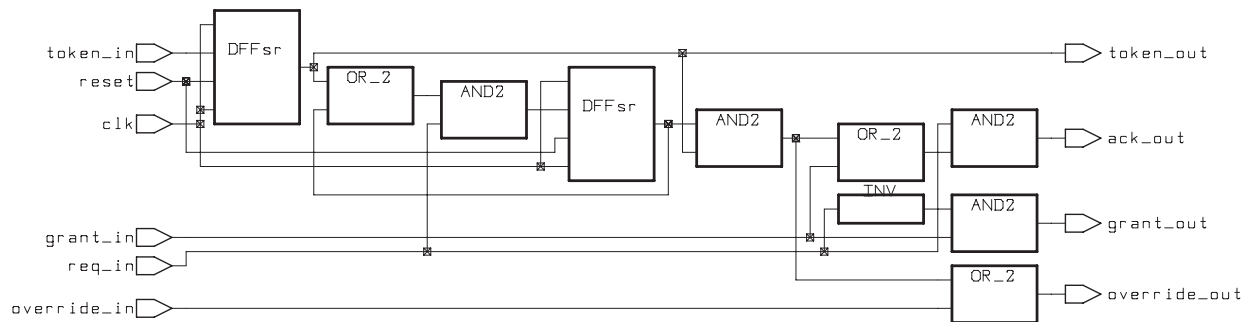 DFFsr
token_in
token_out
reset
OR_2
AND2
DFFsr
clk
AND2
OR_2
AND2
ack_out
INV
AND2
grant_in
grant_out
req_in
OR_2
override_in
override_out